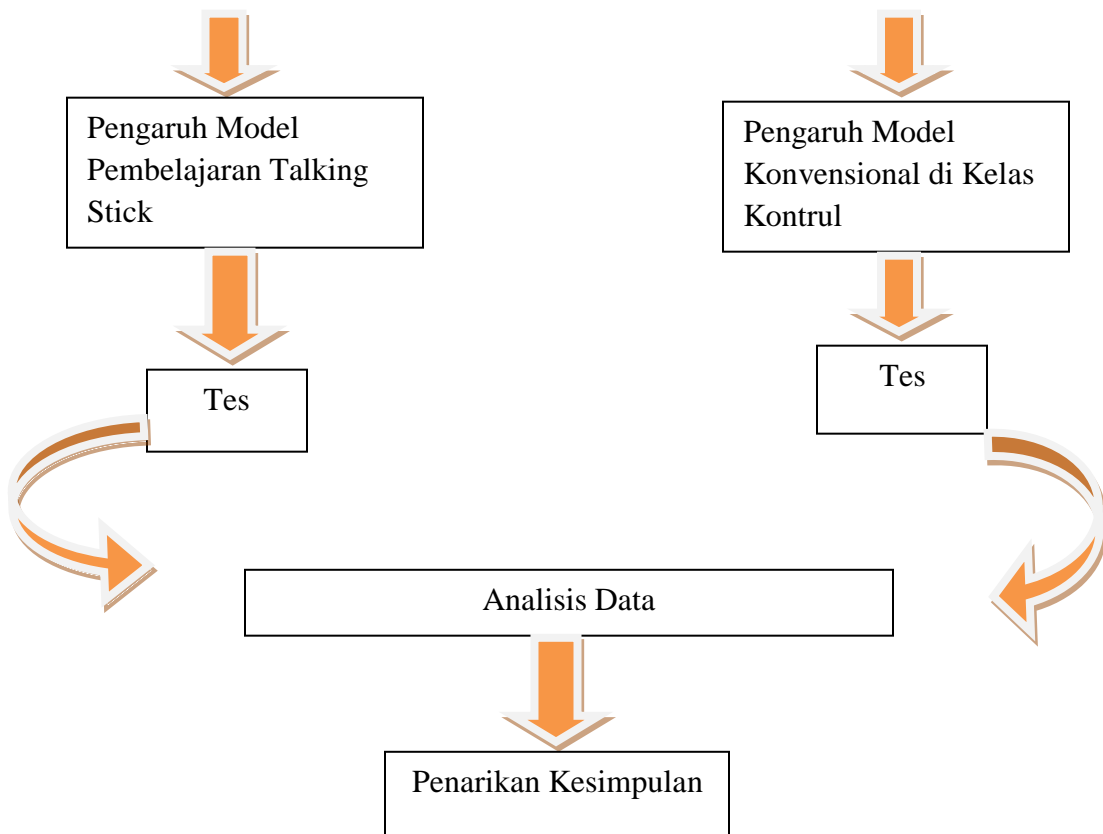 Pengaruh Model
Pembelajaran Talking
Stick
Pengaruh Model
Konvensional di Kelas
Kontrul
Tes
Tes
Analisis Data
Penarikan Kesimpulan